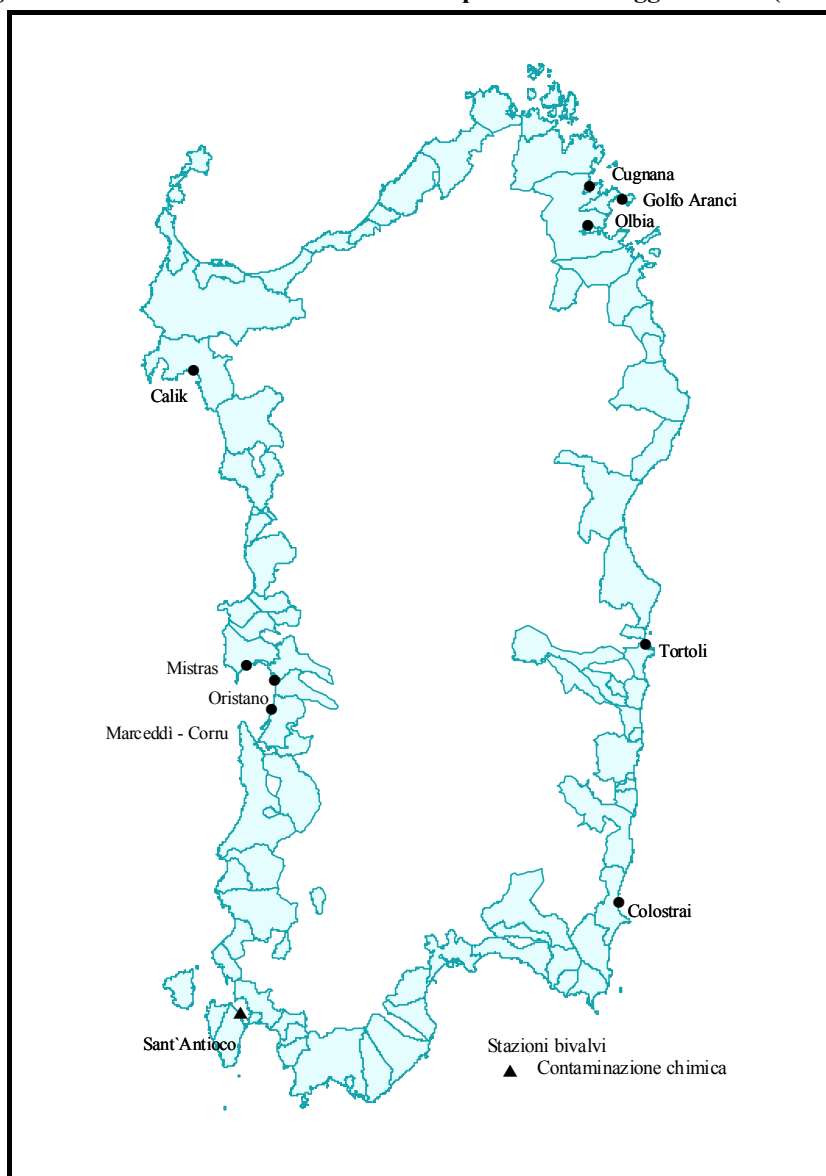 Cugnana
Golfo Aranci
Olbia
Calik
Mistras
Tortoli
Oristano
Marceddì - Corru
Colostrai
Sant`Antioco
Stazioni bivalvi
Contaminazione chimica